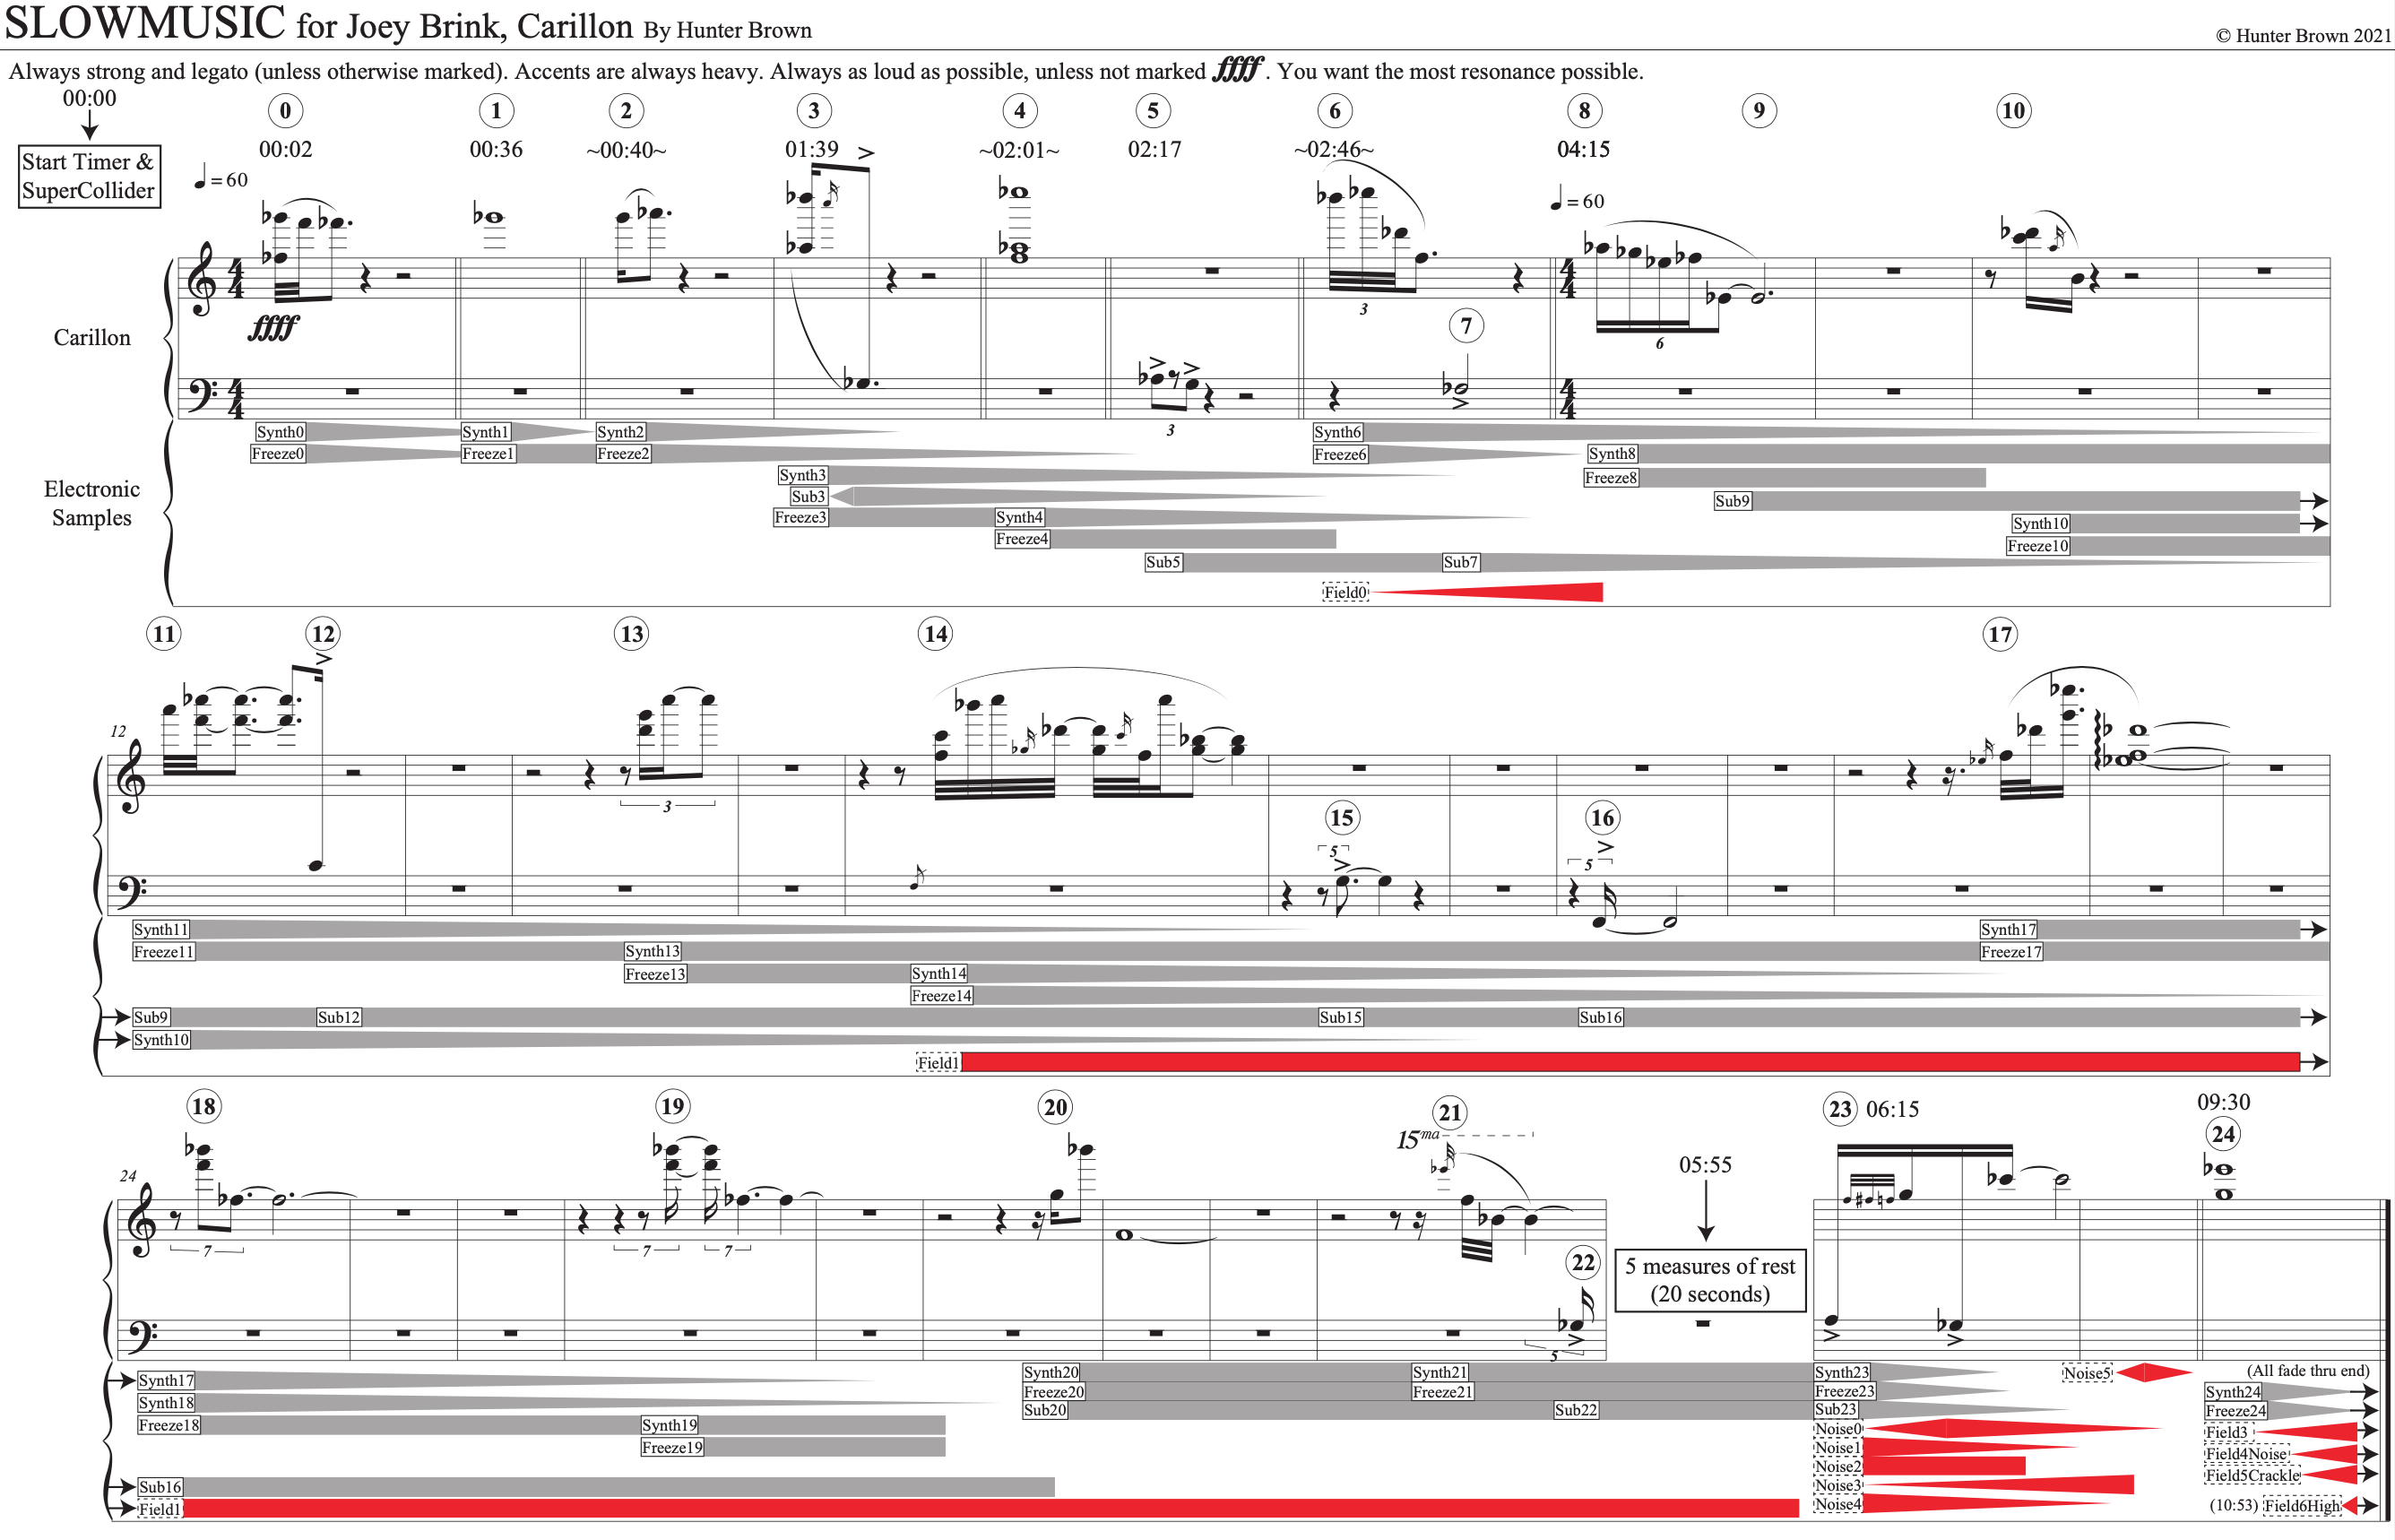 SLOWMUSIC for Joey Brink, Carillon By Hunter Brown
© Hunter Brown 2021
Always strong and legato (unless otherwise marked). Accents are always heavy. Always as loud as possible, unless not marked ffff. You want the most resonance possible.
00:00
0 1 2 3 4 5 6 8 9 10
00:02 00:36 ~00:40~ 01:39 ~02:01~ 02:17 ~02:46~ 04:15
Start Timer &
SuperCollider
= 60
= 60
ffff
3
7
6
Carillon
3
Electronic
Samples
Synth0 Synth1 Synth2 Synth6
Freeze0 Freeze1 Freeze2 Freeze6 Synth8
Synth3 Freeze8
Sub3 Sub9
Freeze3 Synth4 Synth10
Freeze4 Freeze10
Sub5 Sub7
Field0
11 12 13 14 17
12
3
15 16
5 5
Synth11 Synth17
Freeze11 Synth13 Freeze17
Freeze13 Synth14
Freeze14
Sub9 Sub12 Sub15 Sub16
Synth10
Field1
18 19 20 21 23 06:15 09:30
24
15ma
24
05:55
7 7 7
22
5 measures of rest
(20 seconds)
5
Synth20 Synth21 Synth23 Noise5 (All fade thru end)
Synth17 Freeze20 Freeze21 Freeze23 Synth24
Synth18 Sub20 Sub22 Sub23 Freeze24
Freeze18 Synth19 Noise0 Field3
Freeze19 Noise1 Field4Noise
Noise2 Field5Crackle
Sub16 Noise3
Field1 Noise4 (10:53) Field6High